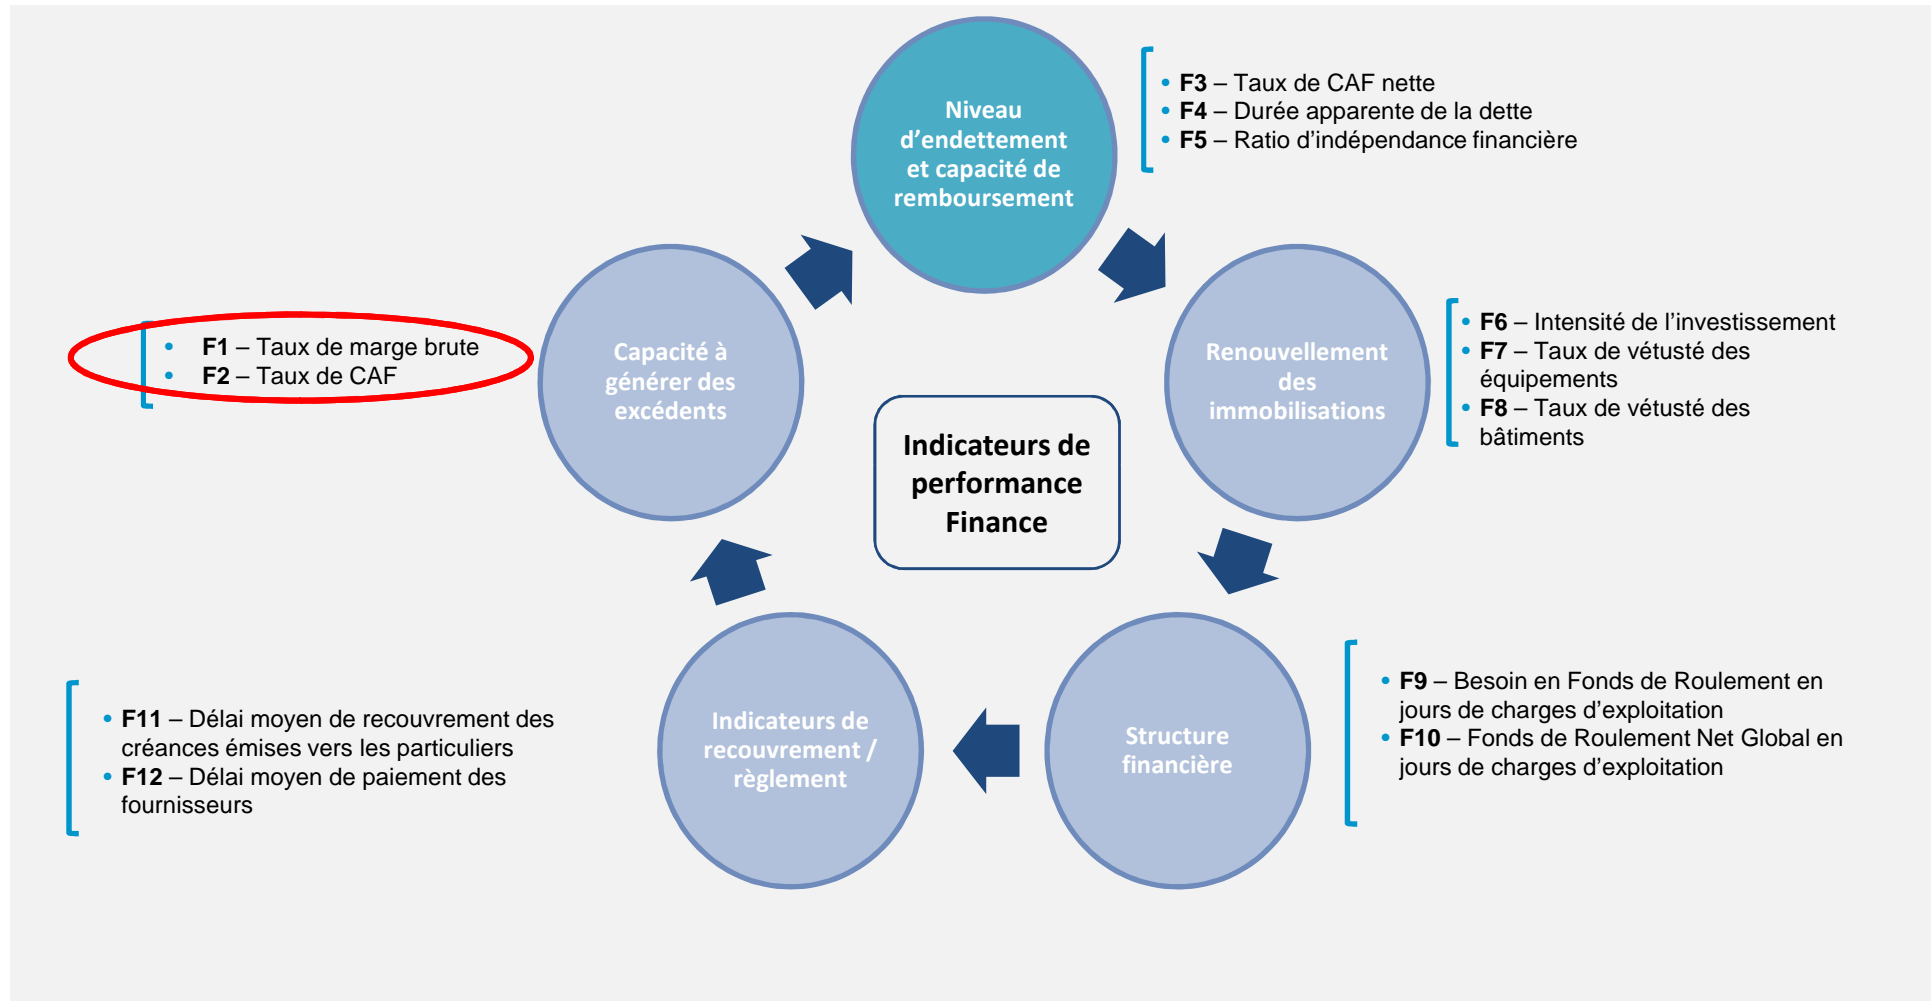 Niveau
d’endettement
et capacité de
remboursement
• F3 – Taux de CAF nette
• F4 – Durée apparente de la dette
• F5 – Ratio d’indépendance financière
Renouvellement
des
immobilisations
• F6 – Intensité de l’investissement
• F7 – Taux de vétusté des
équipements
• F8 – Taux de vétusté des
bâtiments
Structure
financière
• F9 – Besoin en Fonds de Roulement en
jours de charges d’exploitation
• F10 – Fonds de Roulement Net Global en
jours de charges d’exploitation
Indicateurs de
recouvrement /
règlement
• F11 – Délai moyen de recouvrement des
créances émises vers les particuliers
• F12 – Délai moyen de paiement des
fournisseurs
Capacité à
générer des
excédents
• F1 – Taux de marge brute
• F2 – Taux de CAF
Indicateurs de
performance
Finance